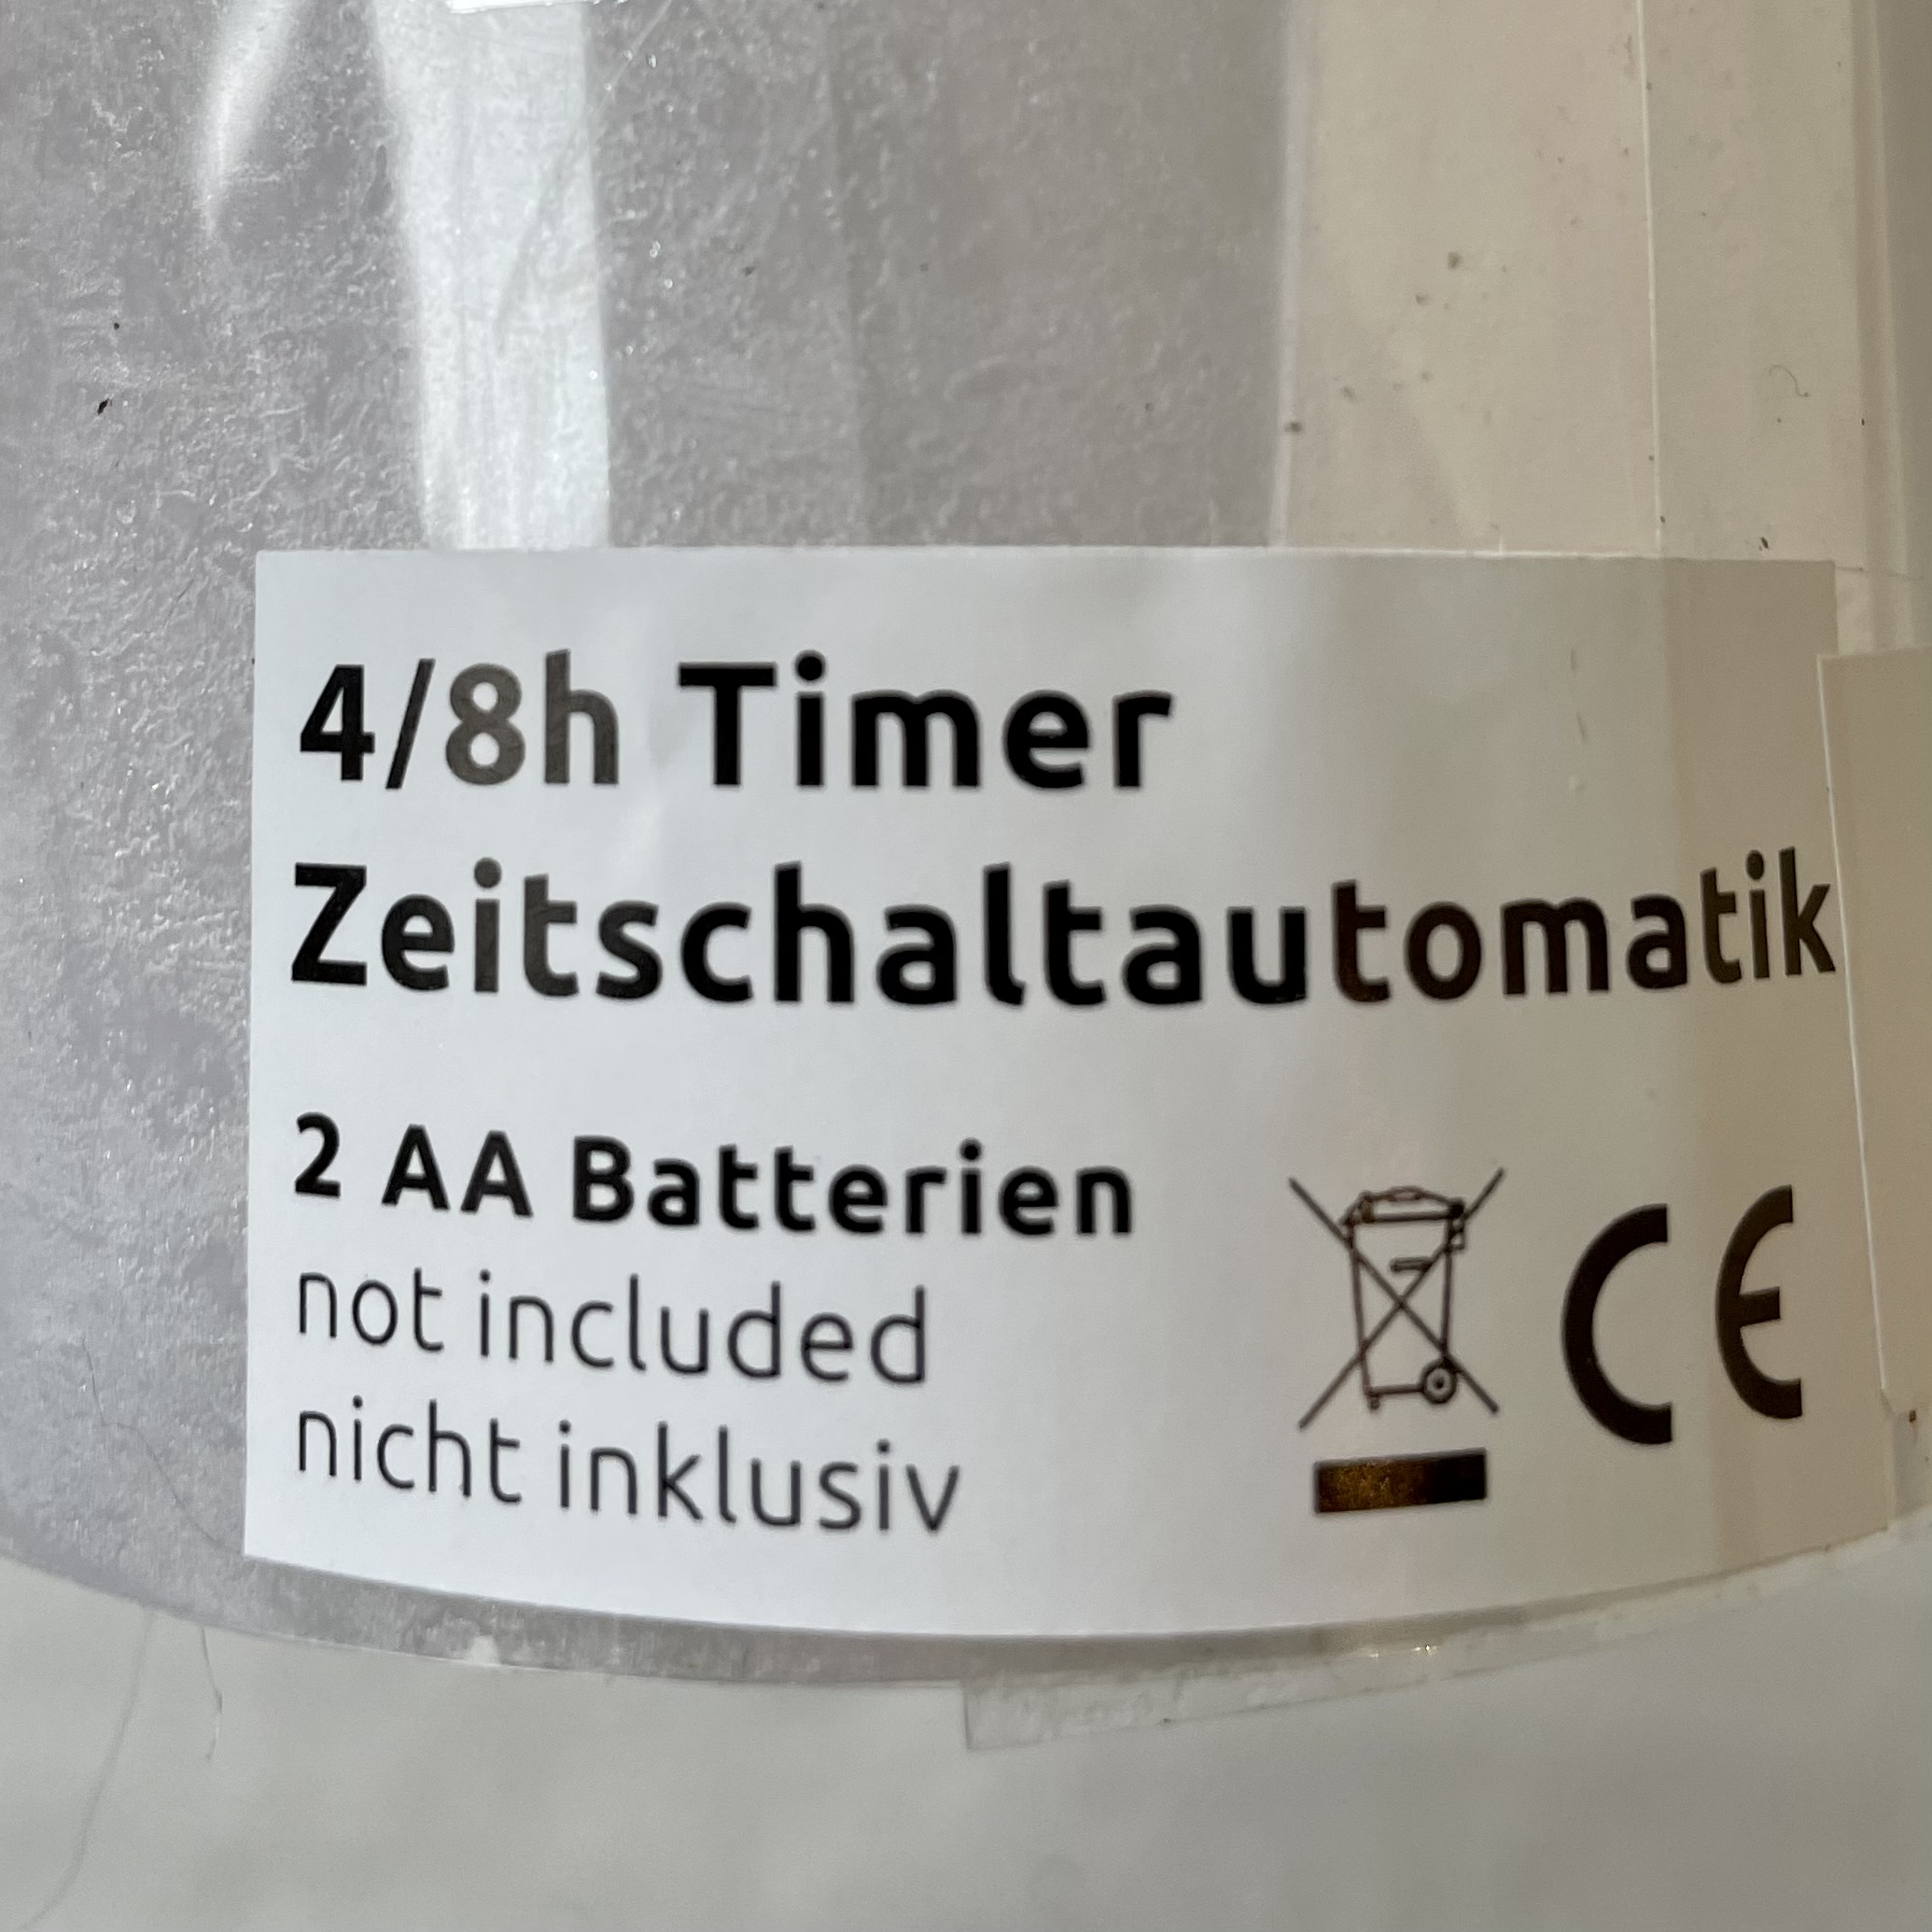 4/8h Timer
Zeitschaltautomatik
2 AA Batterien
not included
nicht inklusiv
CE